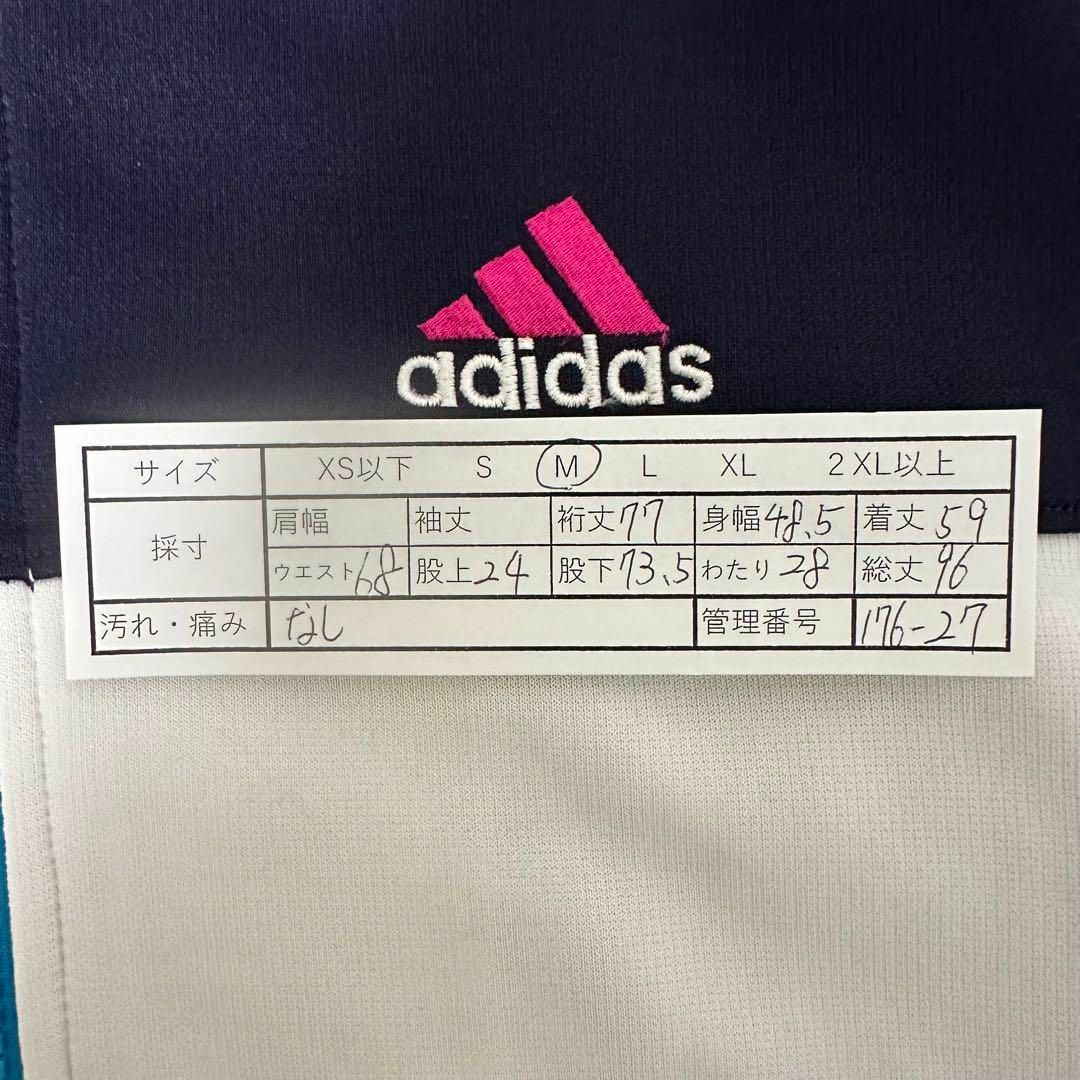 adidas
サイズ XS以下 S M L XL 2XL以上
採寸 肩幅 袖丈 裄丈77 身幅48.5 着丈59
ウエスト68 股上24 股下73.5 わたり28 総丈96
汚れ・痛み なし 管理番号 176-27